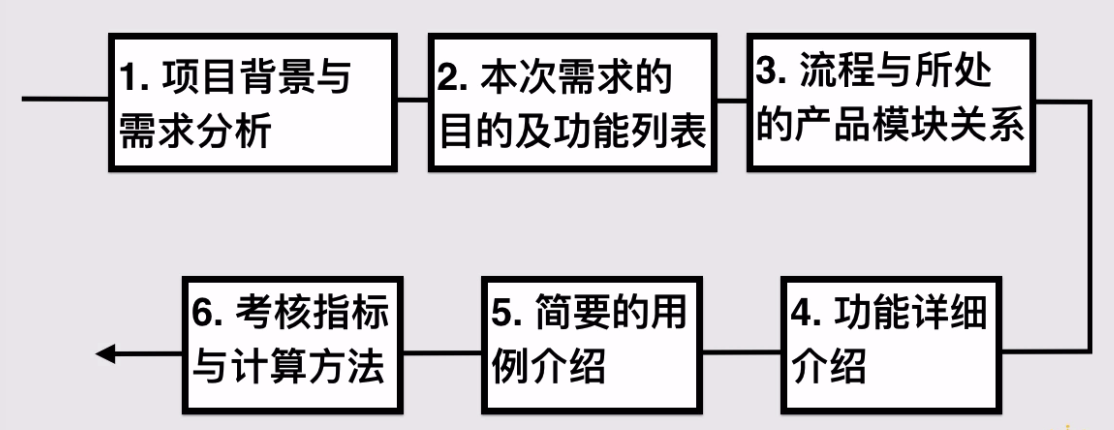 1. 项目背景与
需求分析
2. 本次需求的
目的及功能列表
3. 流程与所处
的产品模块关系
4. 功能详细
介绍
5. 简要的用
例介绍
6. 考核指标
与计算方法